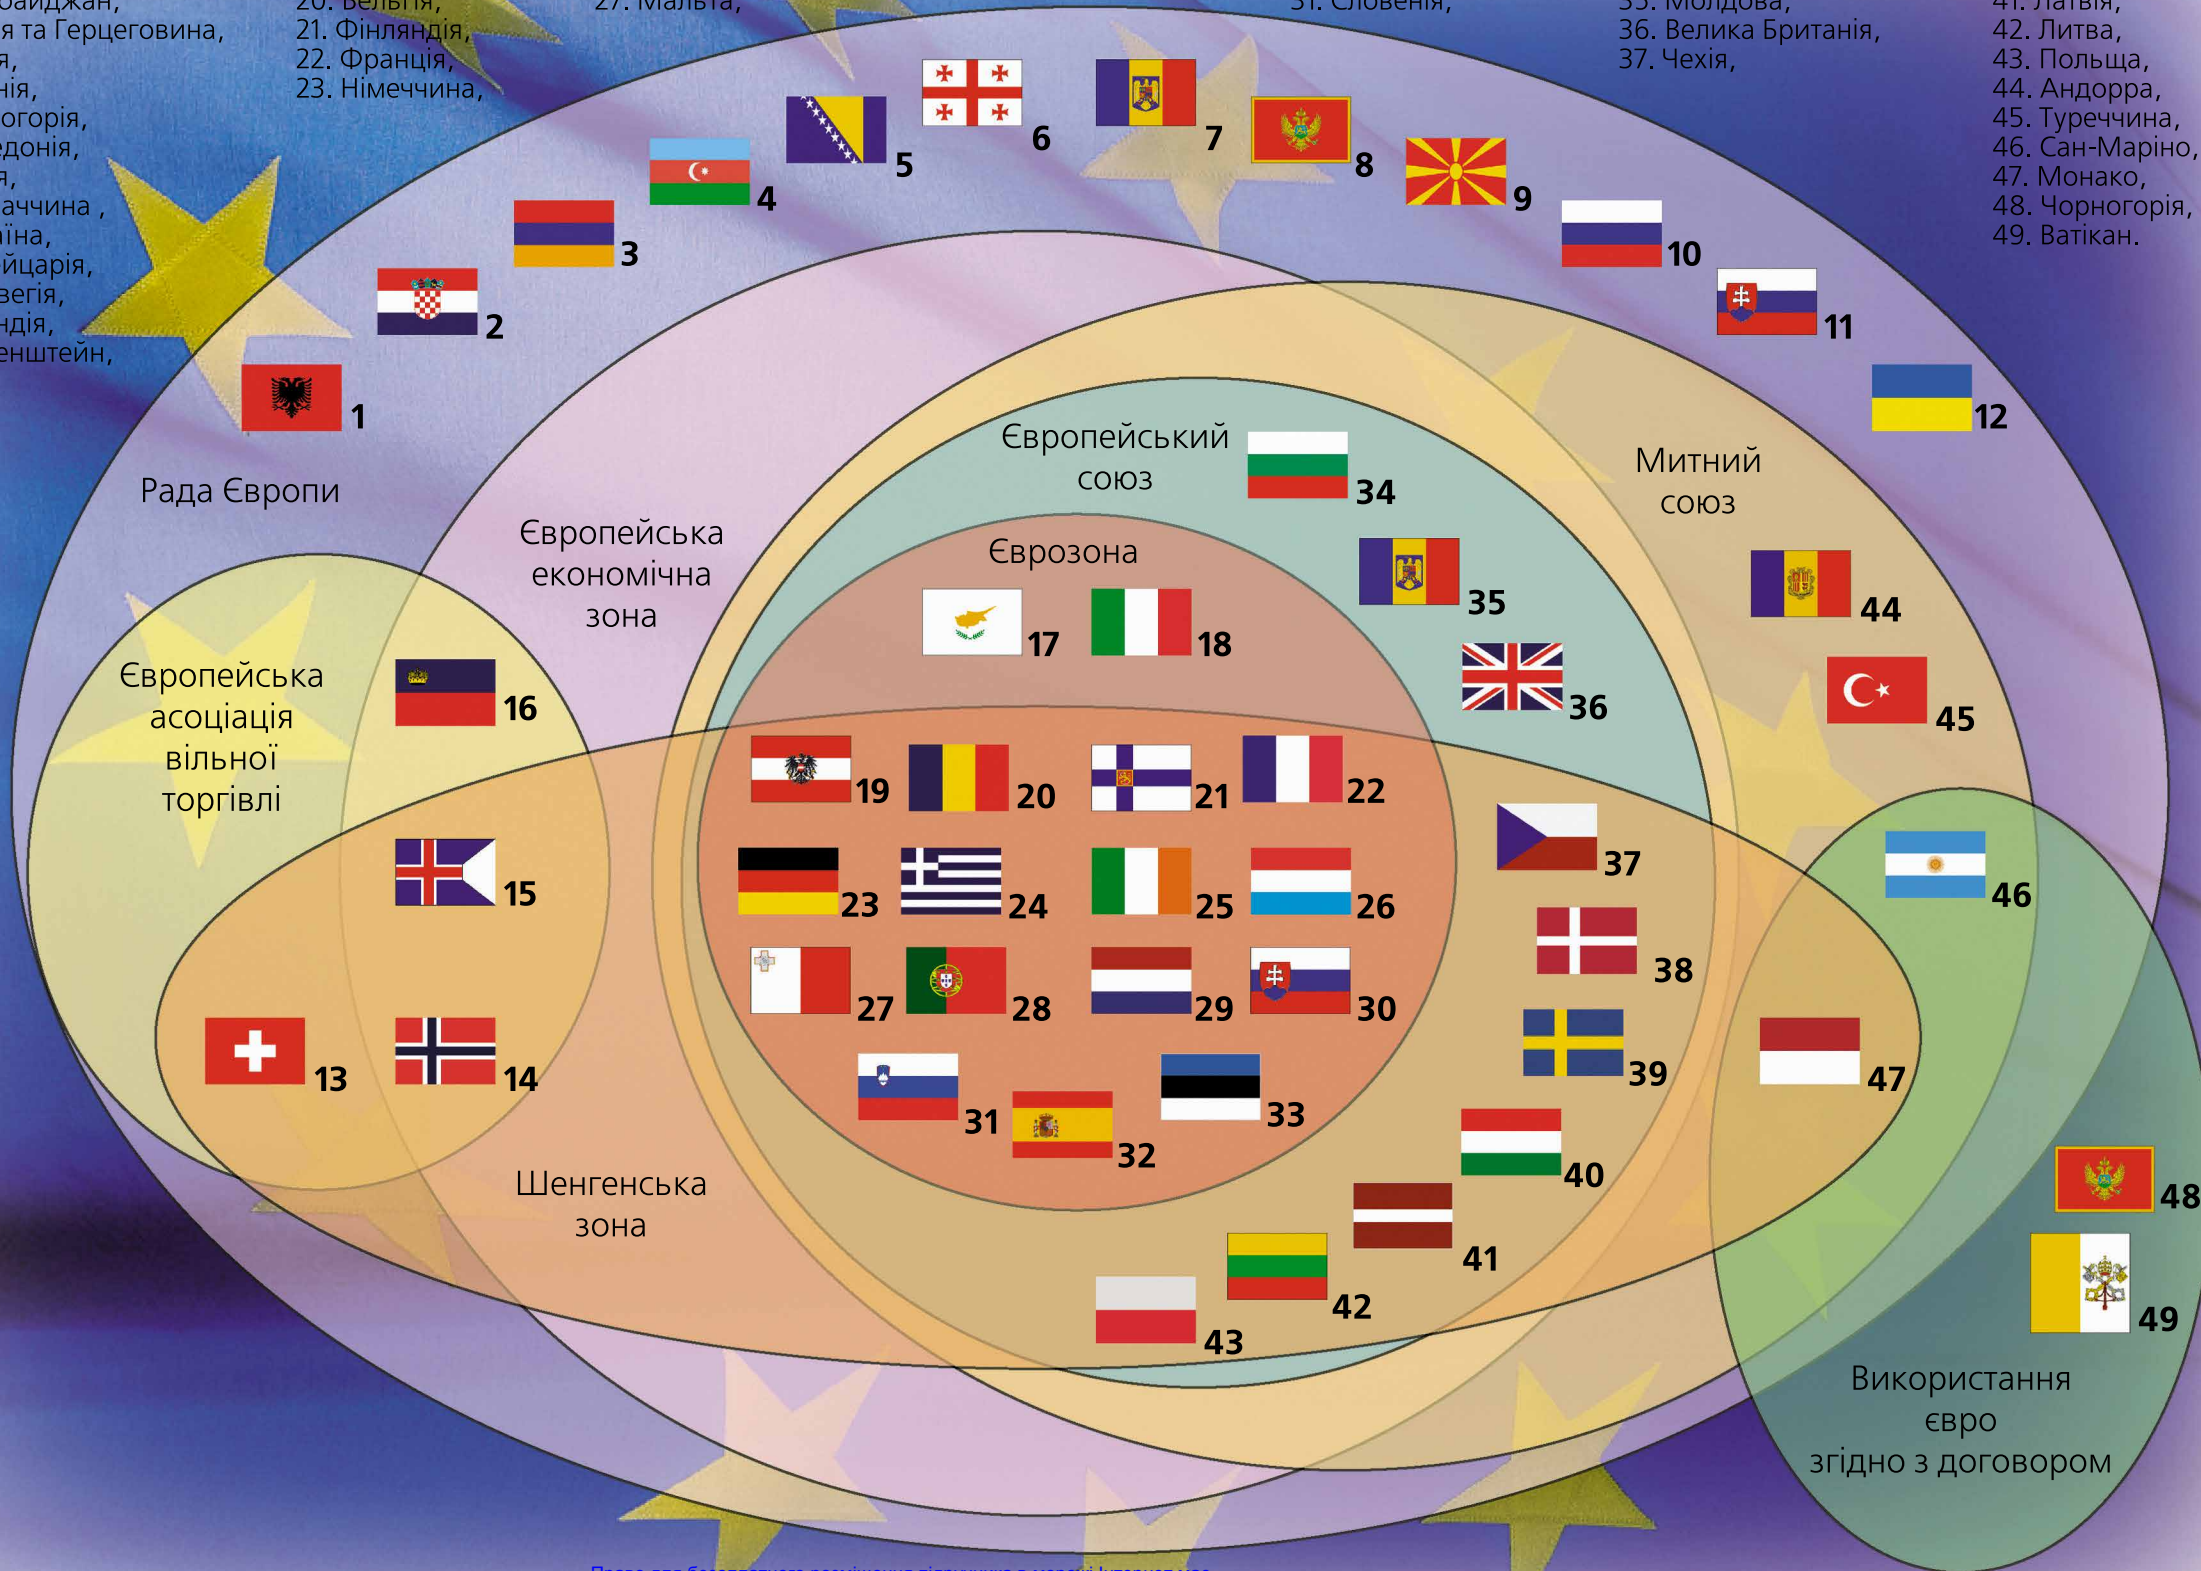 та Герцеговина,
20. Бельгія,
21. Фінляндія,
22. Франція,
23. Німеччина,
27. Мальта,
31. Словенія,
35. Молдова,
36. Велика Британія,
37. Чехія,
41. Латвія,
42. Литва,
43. Польща,
44. Андорра,
45. Туреччина,
46. Сан-Маріно,
47. Монако,
48. Чорногорія,
49. Ватікан.
1
2
3
4
5
6
7
8
9
10
11
12
Рада Європи
Європейська
економічна
зона
Європейський
союз
34
35
36
Митний
союз
44
45
Єврозона
17
18
Європейська
асоціація
вільної
торгівлі
16
15
13
14
19
20
21
22
23
24
25
26
27
28
29
30
31
32
33
37
38
39
40
41
42
43
46
47
48
49
Шенгенська
зона
Використання
євро
згідно з договором